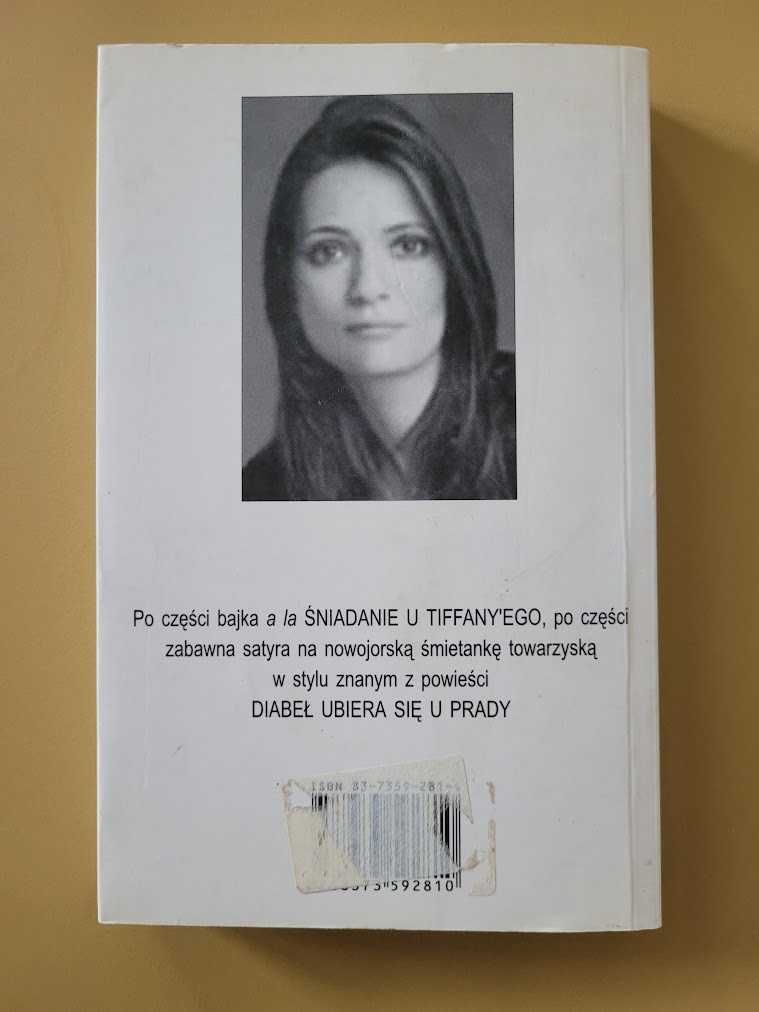 Po części bajka a la ŚNIADANIE U TIFFANY'EGO, po części
zabawna satyra na nowojorską śmietankę towarzyską
w stylu znanym z powieści
DIABEŁ UBIERA SIĘ U PRADY
ISBN 83-7359-281-
592810